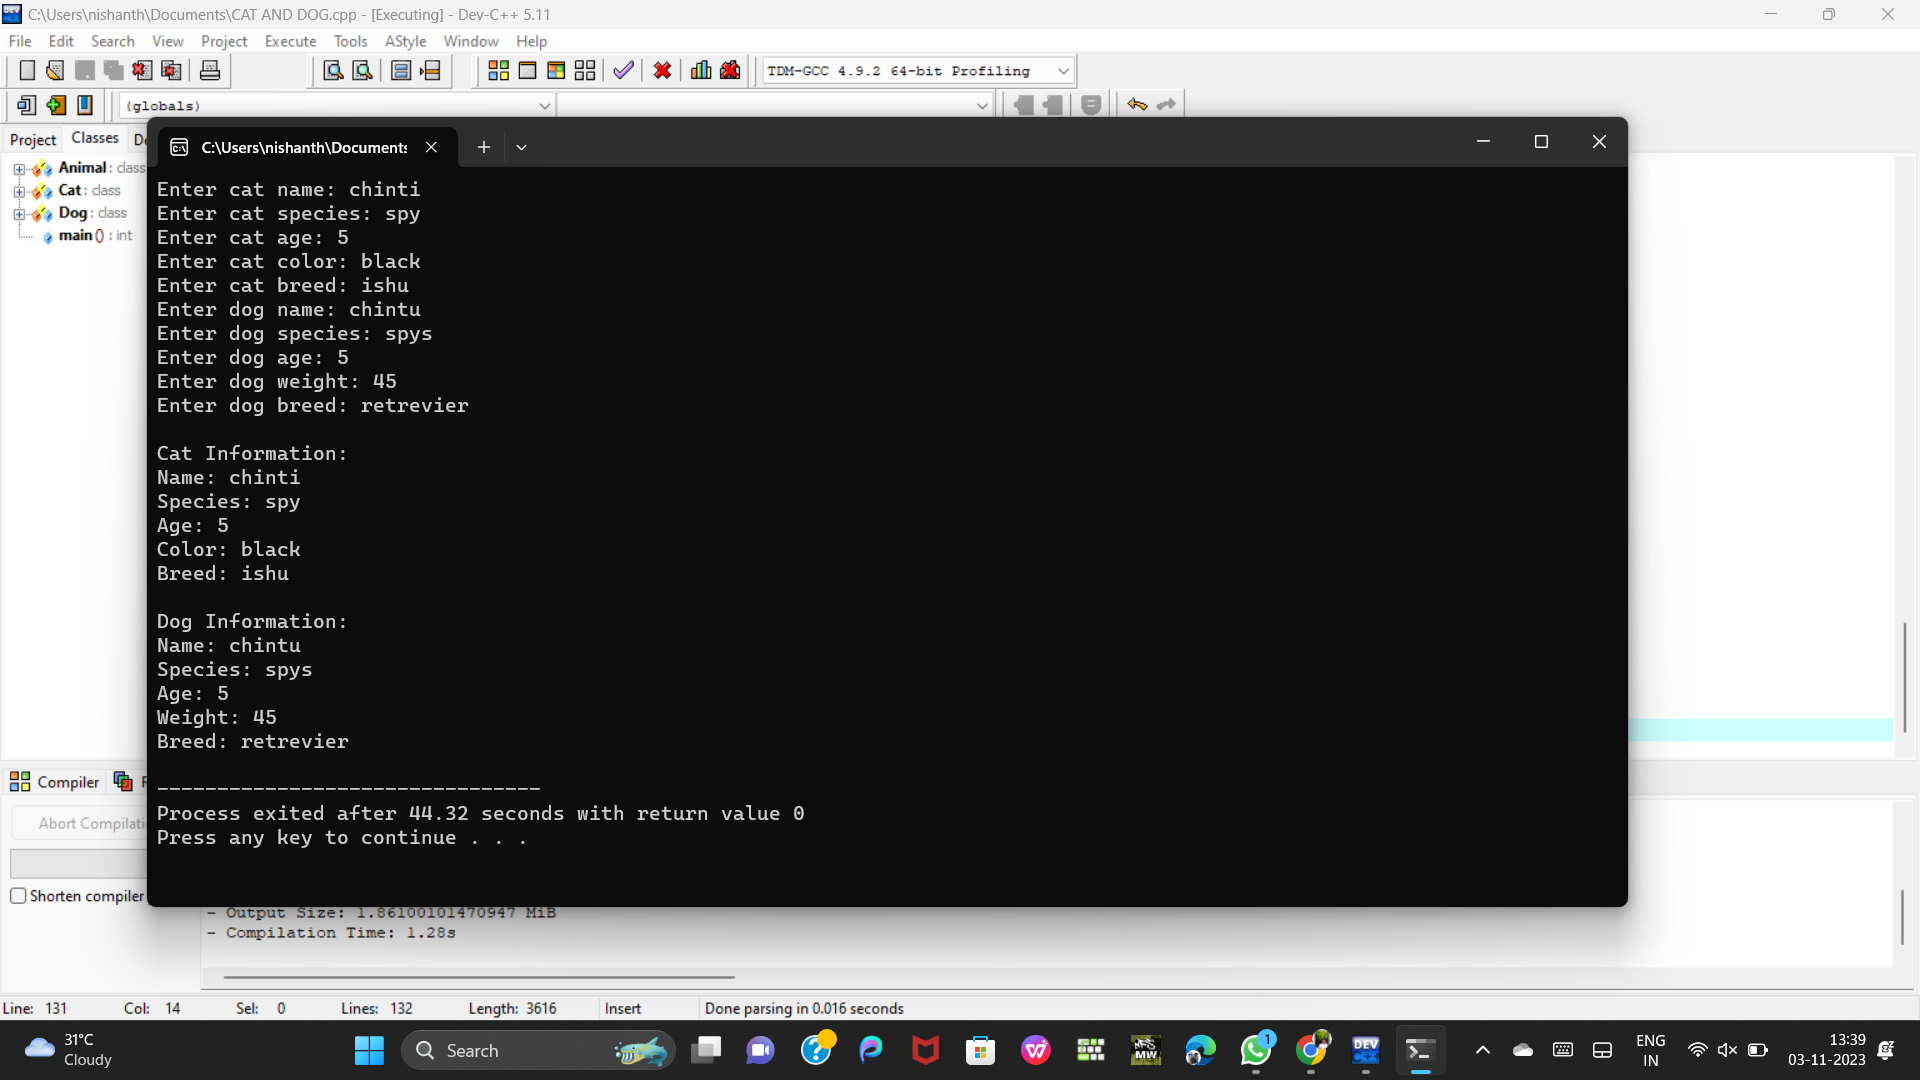 C:\Users\nishanth\Documents\CAT AND DOG.cpp - [Executing] - Dev-C++ 5.11
File Edit Search View Project Execute Tools AStyle Window Help
TDM-GCC 4.9.2 64-bit Profiling
(globals)
Project Classes
C:\Users\nishanth\Documents
Animal : class
Cat : class
Dog : class
main () : int
Enter cat name: chinti
Enter cat species: spy
Enter cat age: 5
Enter cat color: black
Enter cat breed: ishu
Enter dog name: chintu
Enter dog species: spys
Enter dog age: 5
Enter dog weight: 45
Enter dog breed: retrevier
Cat Information:
Name: chinti
Species: spy
Age: 5
Color: black
Breed: ishu
Dog Information:
Name: chintu
Species: spys
Age: 5
Weight: 45
Breed: retrevier
--------------------------------
Process exited after 44.32 seconds with return value 0
Press any key to continue . . .
Compiler
Abort Compilati
Shorten compiler
- Output Size: 1.86100101470947 MiB
- Compilation Time: 1.28s
Line: 131 Col: 14 Sel: 0 Lines: 132 Length: 3616 Insert Done parsing in 0.016 seconds
31°C
Cloudy
Search
DEV
MW
1
ENG
IN
13:39
03-11-2023